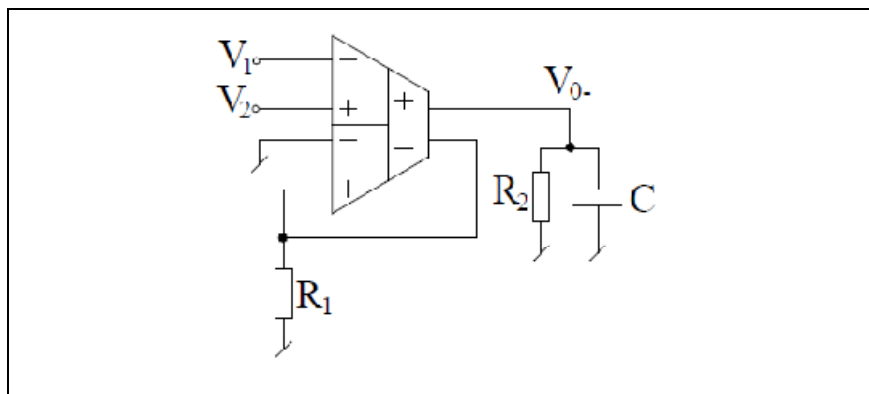 V₁
−
V₂
+
+
−
−
+
V₀-
R₂
C
R₁